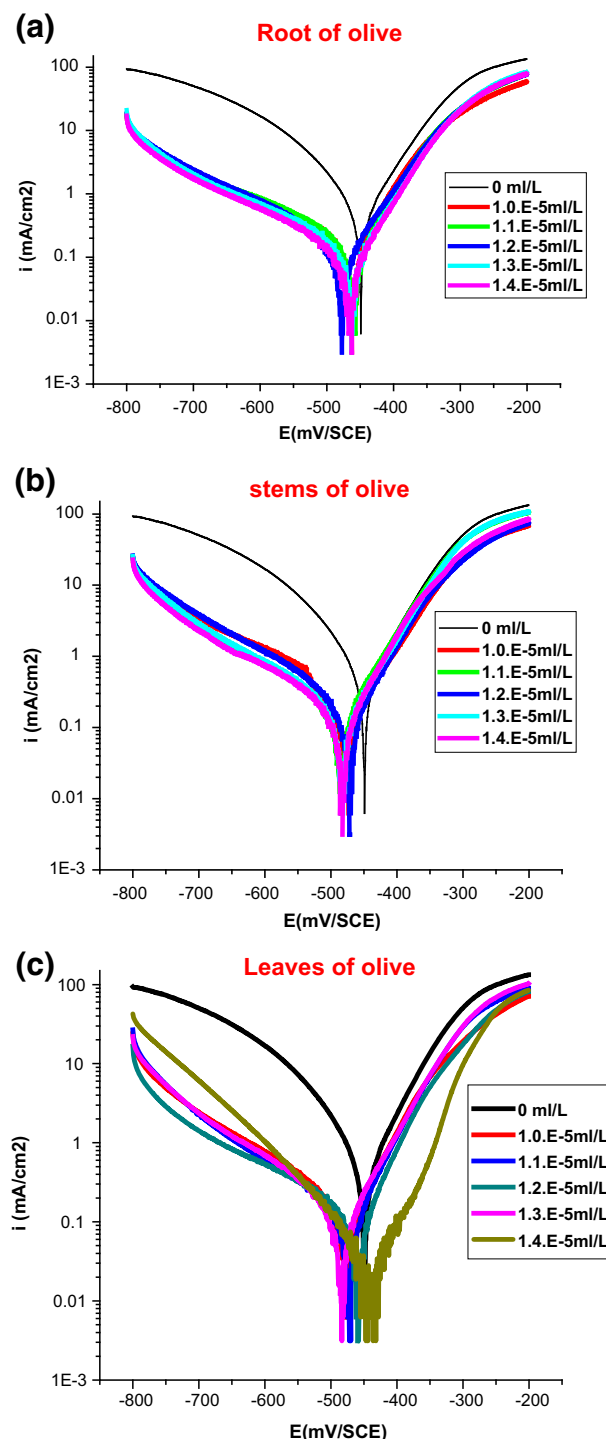 (a)
Root of olive
100
10
1
0.1
0.01
1E-3
i (mA/cm2)
0 ml/L
1.0.E-5ml/L
1.1.E-5ml/L
1.2.E-5ml/L
1.3.E-5ml/L
1.4.E-5ml/L
-800 -700 -600 -500 -400 -300 -200
E(mV/SCE)
(b)
stems of olive
100
10
1
0.1
0.01
1E-3
i (mA/cm2)
0 ml/L
1.0.E-5ml/L
1.1.E-5ml/L
1.2.E-5ml/L
1.3.E-5ml/L
1.4.E-5ml/L
-800 -700 -600 -500 -400 -300 -200
E(mV/SCE)
(c)
Leaves of olive
100
10
1
0.1
0.01
1E-3
i (mA/cm2)
0 ml/L
1.0.E-5ml/L
1.1.E-5ml/L
1.2.E-5ml/L
1.3.E-5ml/L
1.4.E-5ml/L
-800 -700 -600 -500 -400 -300 -200
E(mV/SCE)